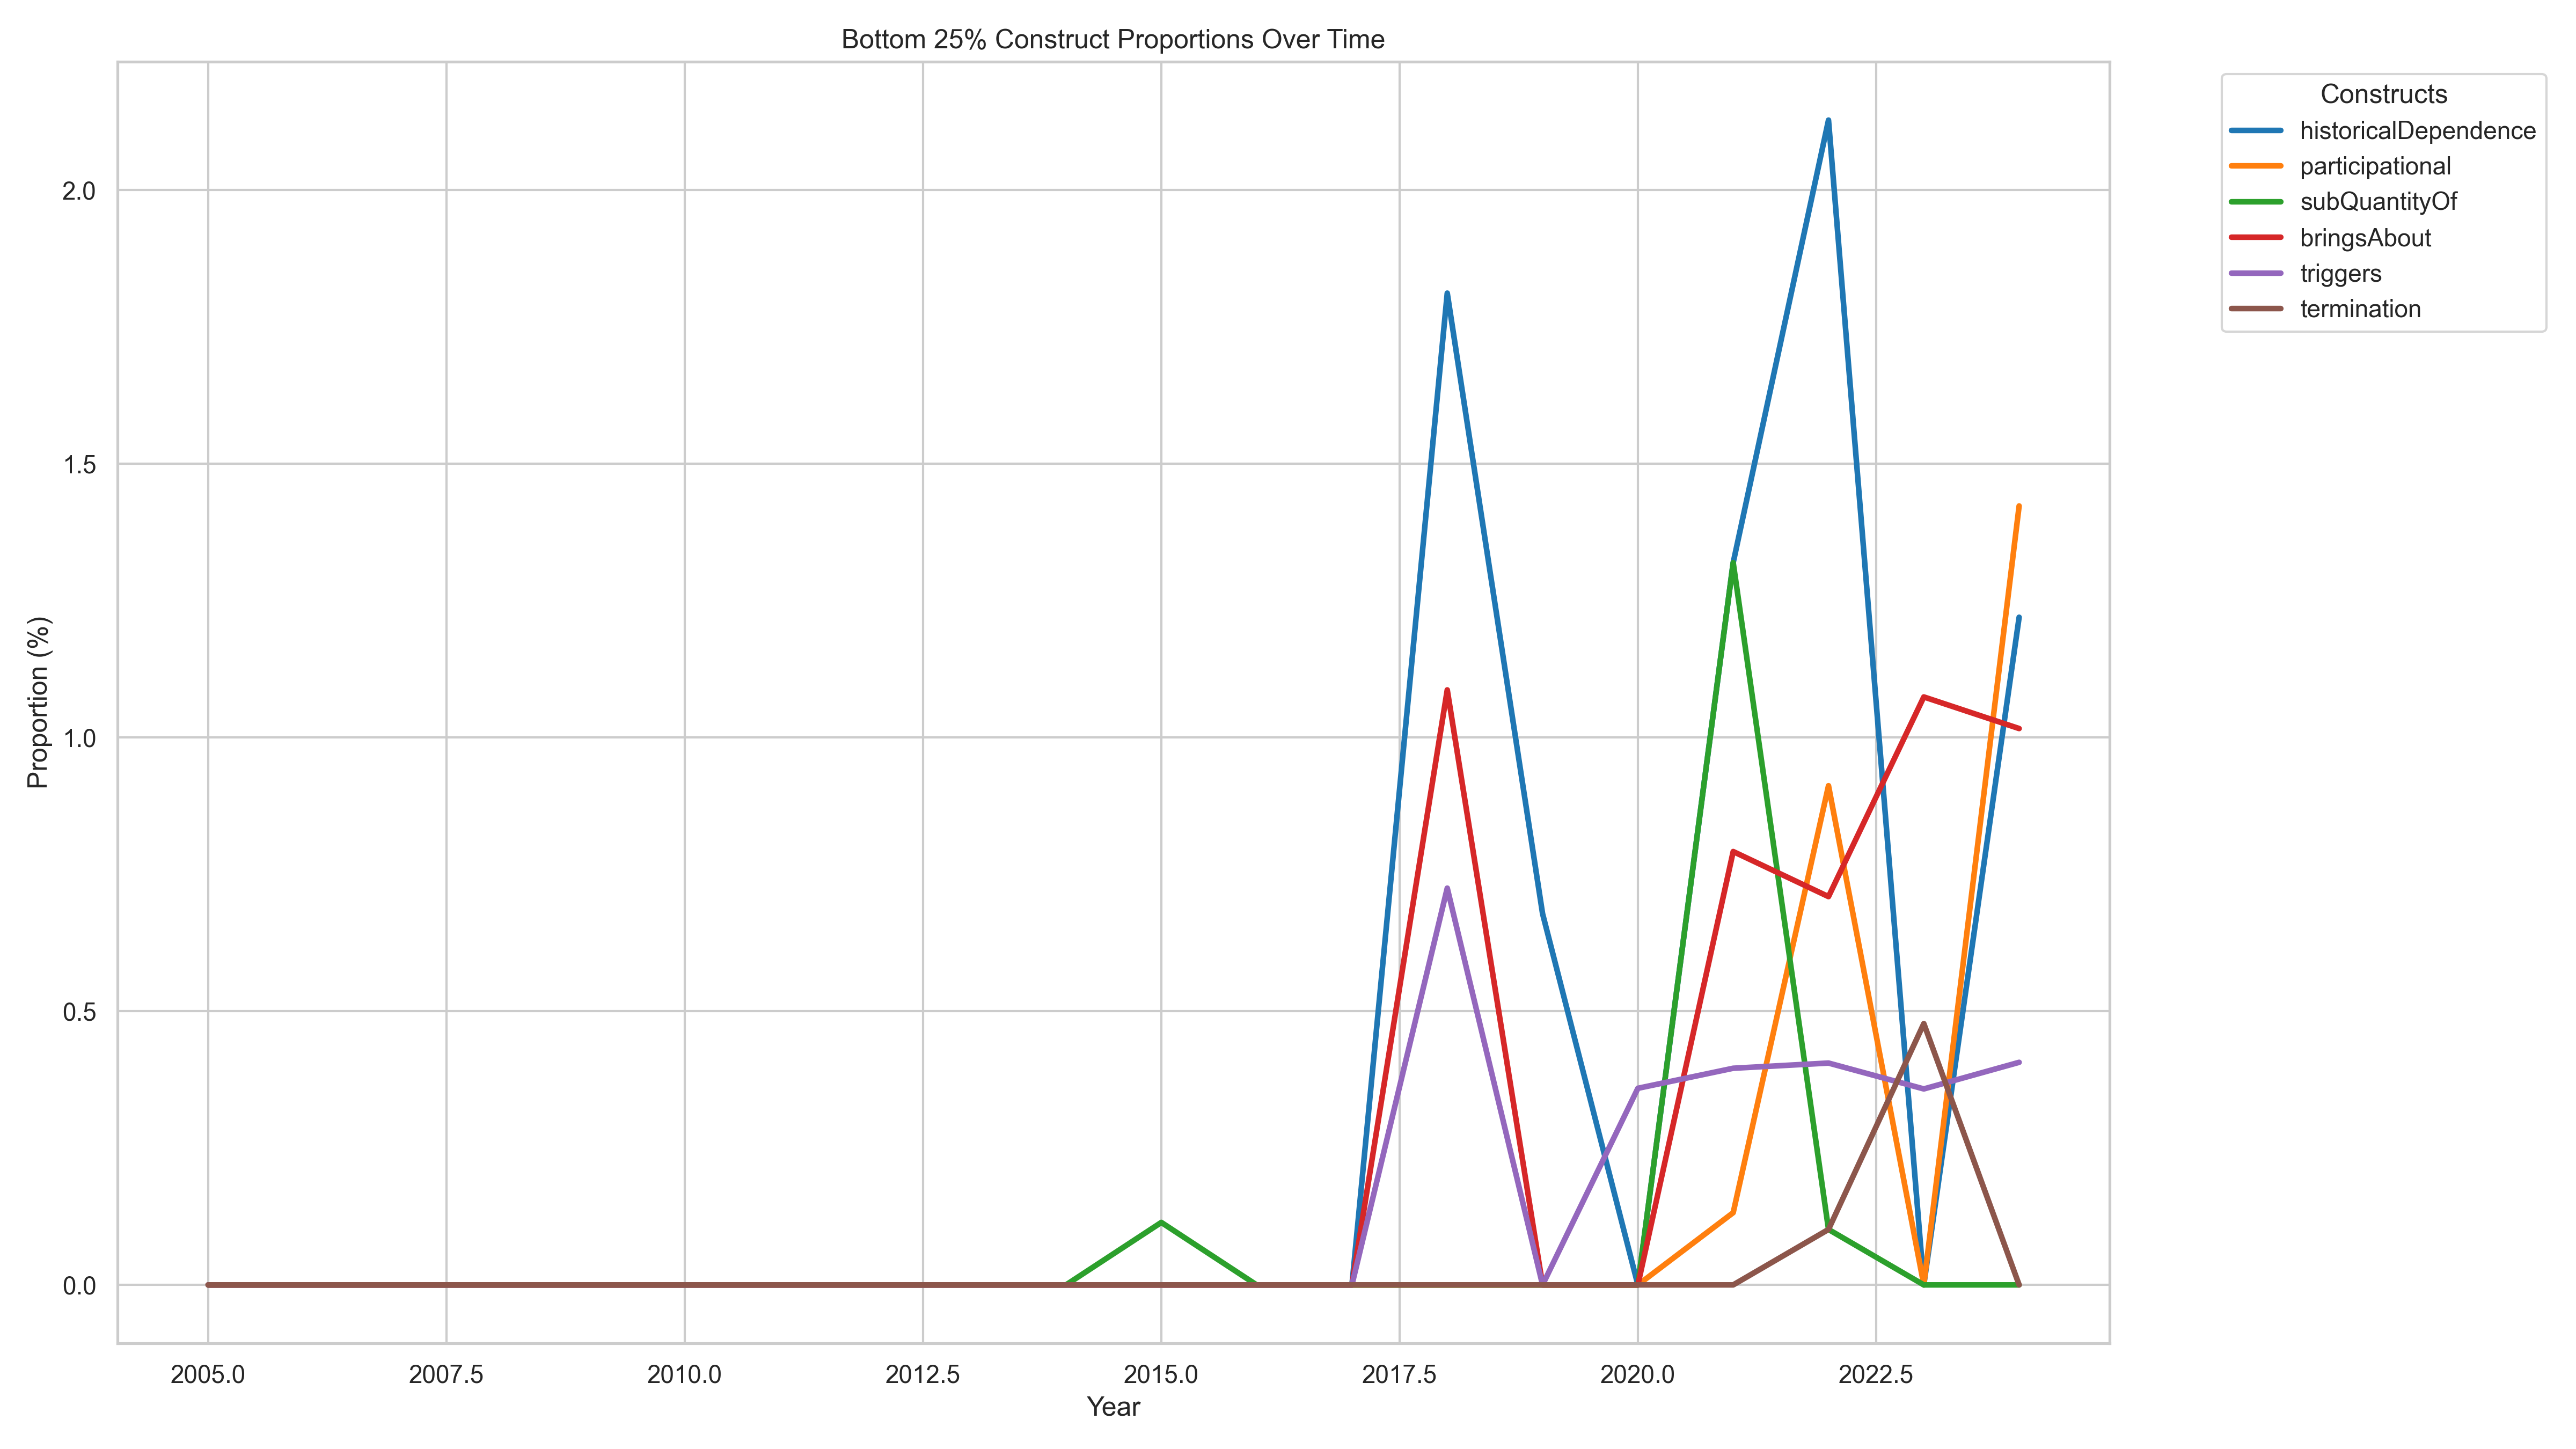 Bottom 25% Construct Proportions Over Time
Constructs
historicalDependence
participational
subQuantityOf
bringsAbout
triggers
termination
Proportion (%)
2.0
1.5
1.0
0.5
0.0
2005.0 2007.5 2010.0 2012.5 2015.0 2017.5 2020.0 2022.5
Year